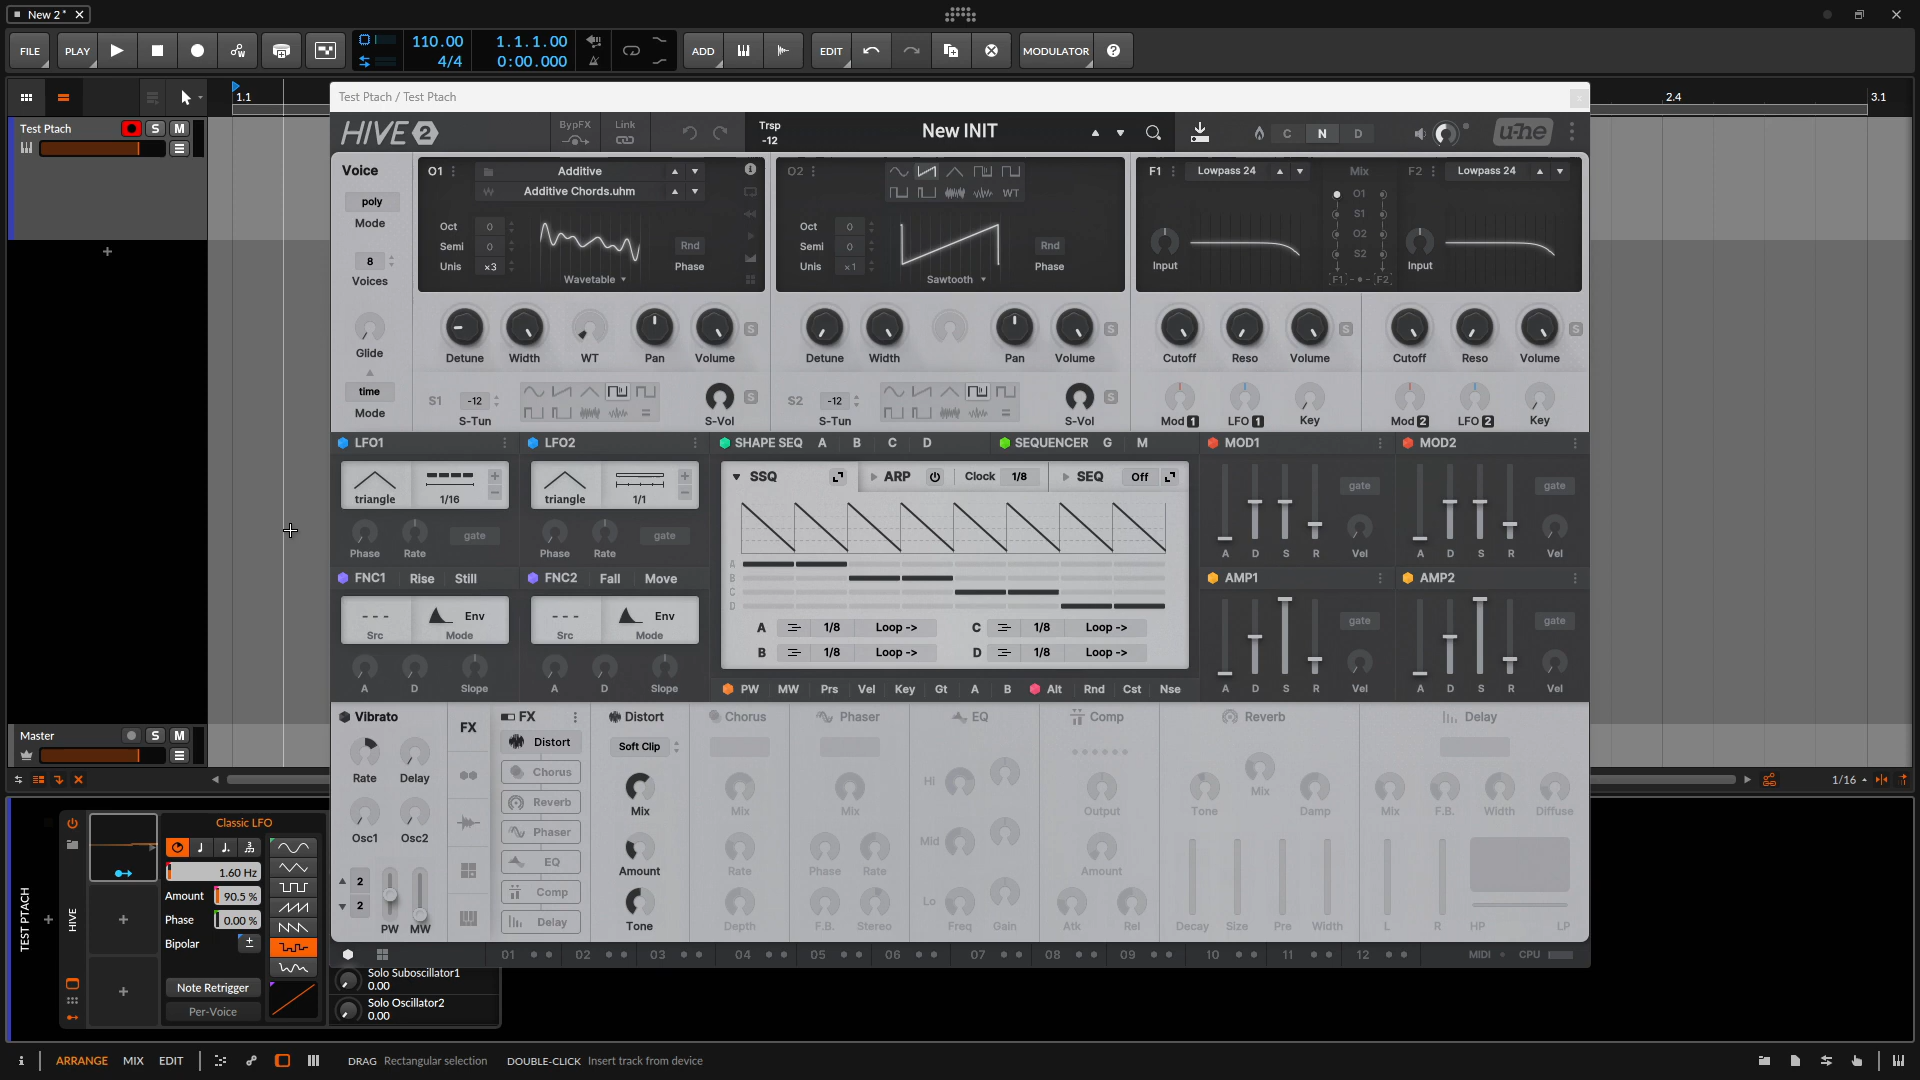 New 2*
FILE PLAY 110.00 4/4 1.1.1.00 0:00.000 ADD EDIT MODULATOR ?
1.1 2.4 3.1
Test Ptach / Test Ptach
Test Ptach S M
HIVE 2 BypFX Link Trsp -12 New INIT C N D u-he
Voice O1 Additive O2 F1 Lowpass 24 Mix F2 Lowpass 24
Additive Chords.uhm WT
poly
Mode
O1
S1
O2
S2
F1 F2
Oct 0 Oct 0
Semi 0 Rnd Semi 0 Rnd
Unis x3 Phase Unis x1 Phase
8
Voices
Wavetable Sawtooth
Input Input
Glide
Detune Width WT Pan Volume S Detune Width Pan Volume S Cutoff Reso Volume S Cutoff Reso Volume S
time
Mode
S1 -12 S S2 -12 S
S-Tun S-Vol S-Tun S-Vol Mod 1 LFO 1 Key Mod 2 LFO 2 Key
LFO1 LFO2 SHAPE SEQ A B C D SEQUENCER G M MOD1 MOD2
triangle 1/16 triangle 1/1 SSQ ARP Clock 1/8 SEQ Off
gate gate
Phase Rate gate Phase Rate gate
A D S R Vel A D S R Vel
A
B
C
D
FNC1 Rise Still FNC2 Fall Move AMP1 AMP2
- - - Env - - - Env
Src Mode Src Mode
A 1/8 Loop -> C 1/8 Loop ->
B 1/8 Loop -> D 1/8 Loop ->
gate gate
A D Slope A D Slope
PW MW Prs Vel Key Gt A B Alt Rnd Cst Nse
A D S R Vel A D S R Vel
Vibrato FX FX Distort Chorus Phaser EQ Comp Reverb Delay
Distort Soft Clip
Rate Delay
Chorus
Reverb
Phaser
EQ
Comp
Delay
Mix Mix Mix Hi Output Tone Mix Damp Mix F.B. Width Diffuse
Osc1 Osc2
Amount Rate Phase Rate Mid Amount
2
2
PW MW
Tone Depth F.B. Stereo Lo Freq Gain Atk Rel Decay Size Pre Width L R HP LP
01 02 03 04 05 06 07 08 09 10 11 12 MIDI CPU
Master S M
1/16
TEST PTACH
HIVE
Classic LFO
1.60 Hz
Amount 90.5 %
Phase 0.00 %
Bipolar ±
Note Retrigger
Per-Voice
Solo Suboscillator1
0.00
Solo Oscillator2
0.00
i ARRANGE MIX EDIT DRAG Rectangular selection DOUBLE-CLICK Insert track from device